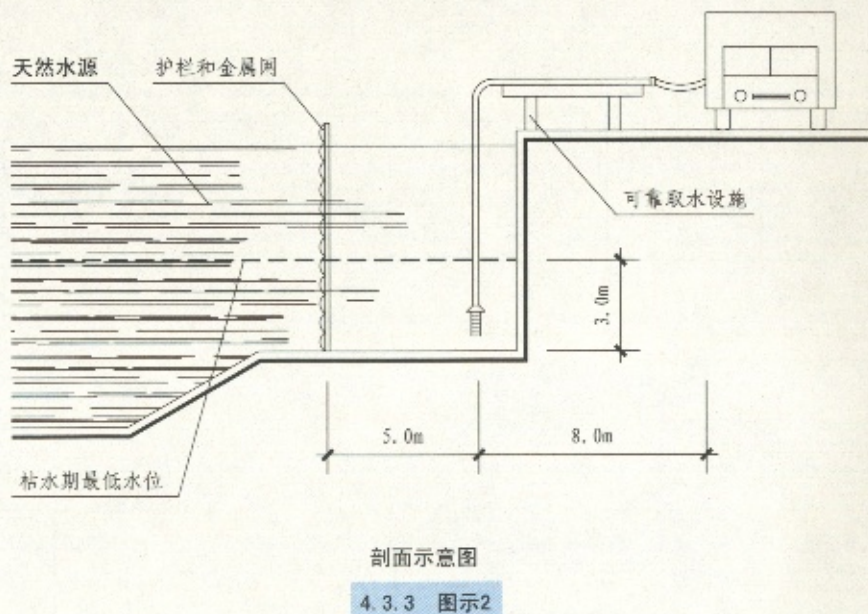 天然水源
护栏和金属网
可靠取水设施
3.0m
5.0m
8.0m
枯水期最低水位
剖面示意图
4.3.3 图示2